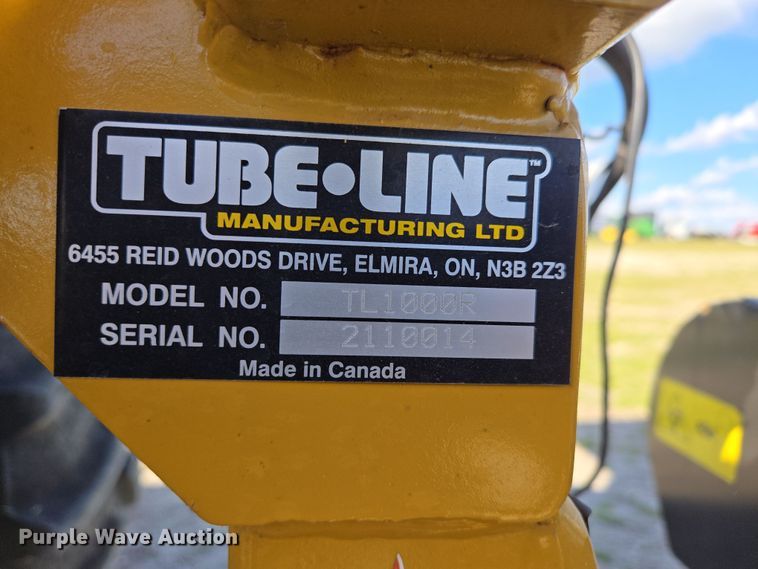 TUBE•LINE™
MANUFACTURING LTD
6455 REID WOODS DRIVE, ELMIRA, ON, N3B 2Z3
MODEL NO. TL1000R
SERIAL NO. 2110014
Made in Canada
Purple Wave Auction®